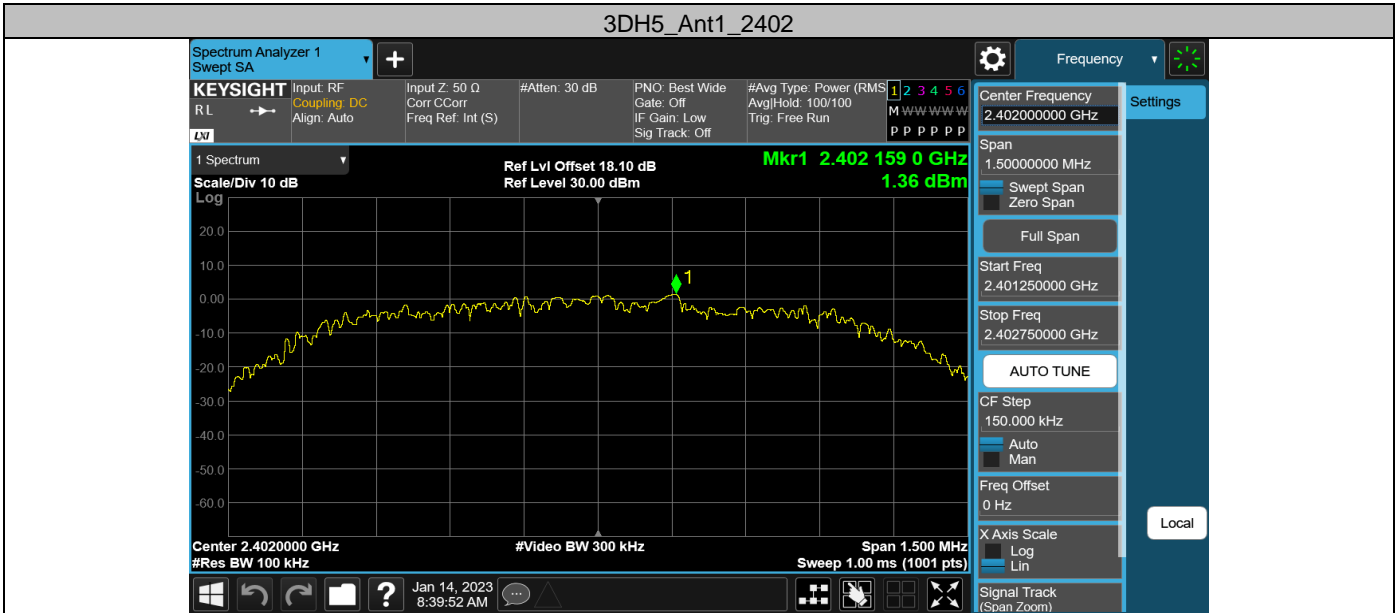 3DH5_Ant1_2402
Spectrum Analyzer 1
Swept SA
Frequency
KEYSIGHT
RL
LXI
Input: RF
Coupling: DC
Align: Auto
Input Z: 50 Ω
Corr CCorr
Freq Ref: Int (S)
#Atten: 30 dB
PNO: Best Wide
Gate: Off
IF Gain: Low
Sig Track: Off
#Avg Type: Power (RMS
Avg|Hold: 100/100
Trig: Free Run
1 2 3 4 5 6
M W W W W W
P P P P P P
1 Spectrum
Scale/Div 10 dB
Ref Lvl Offset 18.10 dB
Ref Level 30.00 dBm
Mkr1 2.402 159 0 GHz
1.36 dBm
Log
20.0
10.0
0.00
-10.0
-20.0
-30.0
-40.0
-50.0
-60.0
1
Center 2.4020000 GHz
#Video BW 300 kHz
Span 1.500 MHz
#Res BW 100 kHz
Sweep 1.00 ms (1001 pts)
Center Frequency
2.402000000 GHz
Settings
Span
1.50000000 MHz
Swept Span
Zero Span
Full Span
Start Freq
2.401250000 GHz
Stop Freq
2.402750000 GHz
AUTO TUNE
CF Step
150.000 kHz
Auto
Man
Freq Offset
0 Hz
Local
X Axis Scale
Log
Lin
Signal Track
(Span Zoom)
?
Jan 14, 2023
8:39:52 AM